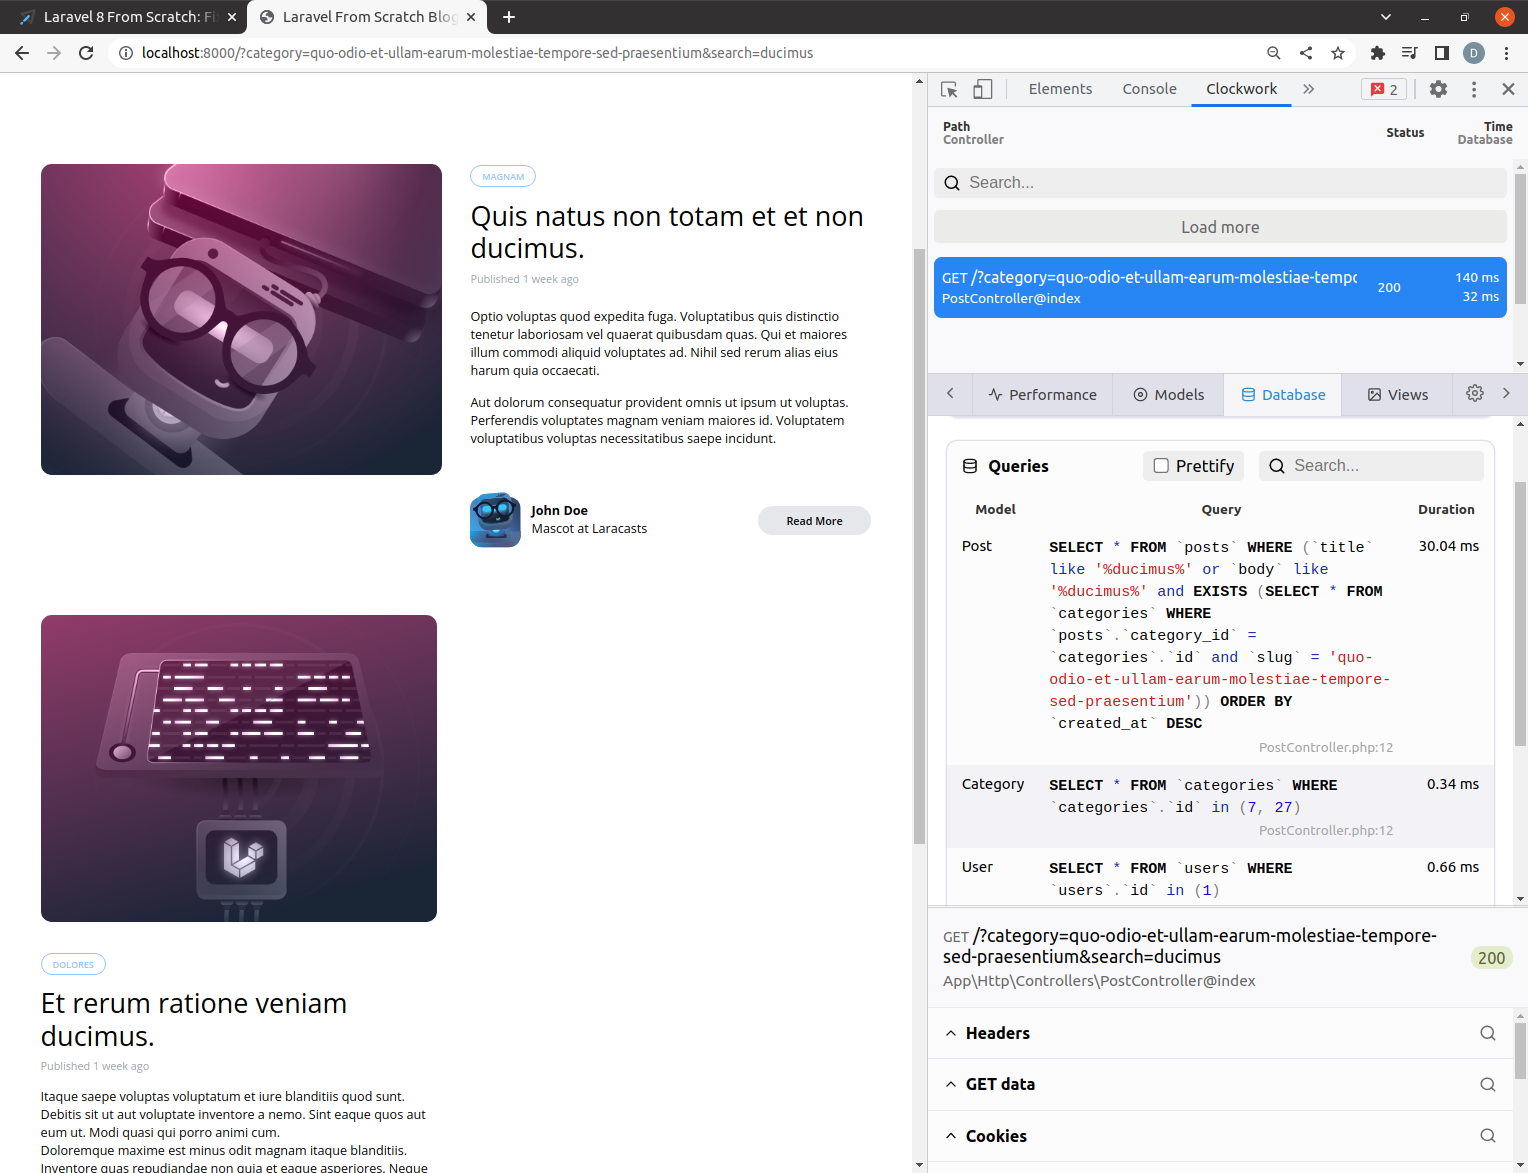 Laravel 8 From Scratch: Fi
Laravel From Scratch Blog
localhost:8000/?category=quo-odio-et-ullam-earum-molestiae-tempore-sed-praesentium&search=ducimus
D
MAGNAM
Quis natus non totam et et non
ducimus.
Published 1 week ago
Optio voluptas quod expedita fuga. Voluptatibus quis distinctio
tenetur laboriosam vel quaerat quibusdam quas. Qui et maiores
illum commodi aliquid voluptates ad. Nihil sed rerum alias eius
harum quia occaecati.
Aut dolorum consequatur provident omnis ut ipsum ut voluptas.
Perferendis voluptates magnam veniam maiores id. Voluptatem
voluptatibus voluptas necessitatibus saepe incidunt.
John Doe
Mascot at Laracasts
Read More
DOLORES
Et rerum ratione veniam
ducimus.
Published 1 week ago
Itaque saepe voluptas voluptatum et iure blanditiis quod sunt.
Debitis sit ut aut voluptate inventore a nemo. Sint eaque quos aut
eum ut. Modi quasi qui porro animi cum.
Doloremque maxime est minus odit magnam itaque blanditiis.
Inventore quas repudiandae non quia et eaque asperiores. Neque
Elements Console Clockwork 2
Path Status Time
Controller Database
Search...
Load more
GET /?category=quo-odio-et-ullam-earum-molestiae-tempo 200 140 ms
PostController@index 32 ms
Performance Models Database Views
Queries Prettify Search...
Model Query Duration
Post SELECT * FROM `posts` WHERE (`title` 30.04 ms
like '%ducimus%' or `body` like
'%ducimus%' and EXISTS (SELECT * FROM
`categories` WHERE
`posts`.`category_id` =
`categories`.`id` and `slug` = 'quo-
odio-et-ullam-earum-molestiae-tempore-
sed-praesentium')) ORDER BY
`created_at` DESC
PostController.php:12
Category SELECT * FROM `categories` WHERE 0.34 ms
`categories`.`id` in (7, 27)
PostController.php:12
User SELECT * FROM `users` WHERE 0.66 ms
`users`.`id` in (1)
GET /?category=quo-odio-et-ullam-earum-molestiae-tempore-
sed-praesentium&search=ducimus 200
App\Http\Controllers\PostController@index
Headers
GET data
Cookies